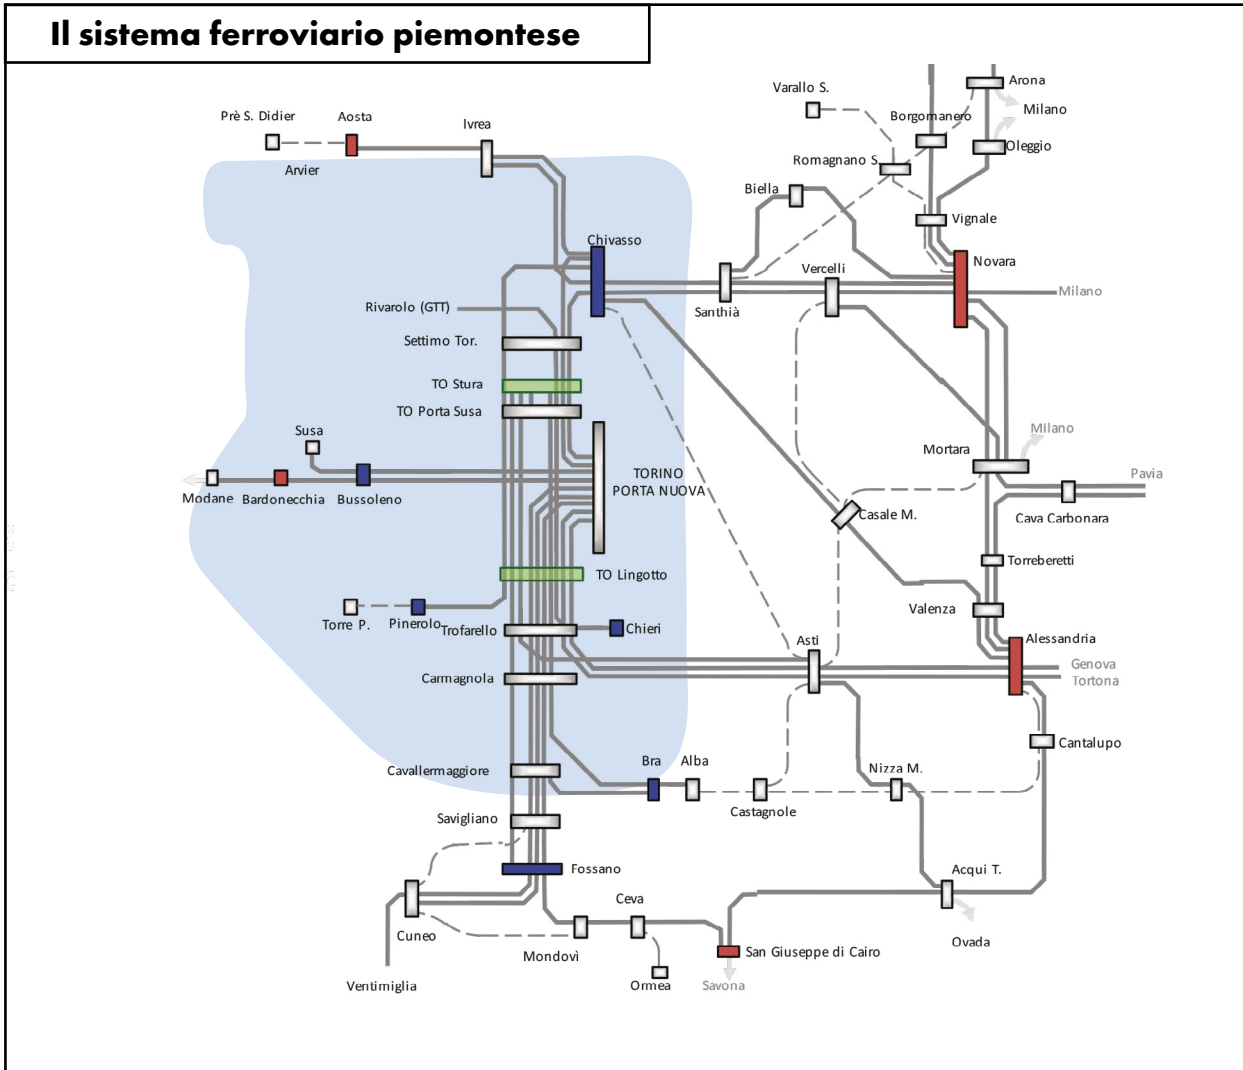 Il sistema ferroviario piemontese
Arona
Varallo S.
Milano
Prè S. Didier
Aosta
Ivrea
Borgomanero
Oleggio
Arvier
Romagnano S.
Biella
Vignale
Chivasso
Novara
Vercelli
Milano
Rivarolo (GTT)
Santhià
Settimo Tor.
TO Stura
TO Porta Susa
Susa
Milano
Mortara
TORINO
PORTA NUOVA
Pavia
Modane
Bardonecchia
Bussoleno
Casale M.
Cava Carbonara
Torreberetti
TO Lingotto
Valenza
Torre P.
Pinerolo
Trofarello
Chieri
Asti
Alessandria
Genova
Carmagnola
Tortona
Cantalupo
Cavallermaggiore
Bra
Alba
Nizza M.
Castagnole
Savigliano
Fossano
Acqui T.
Ceva
Cuneo
Ovada
Mondovì
San Giuseppe di Cairo
Ventimiglia
Ormea
Savona